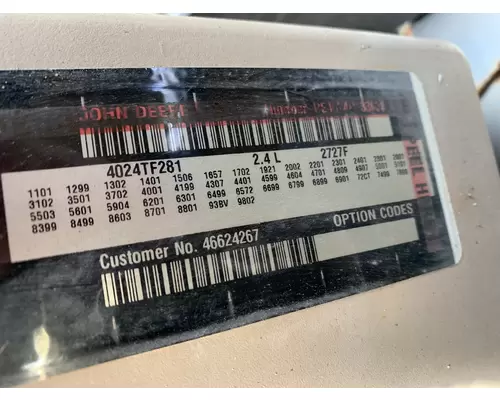 JOHN DEERE
4024TF281 2.4 L 2727F
1101 1299 1302 1401 1506 1657 1702 1921 2002 2201 2301 2401
3102 3501 3702 4001 4199 4307 4401 4599 4604 4701 4609 4907 5001
5503 5601 5904 6201 6301 6499 6572 6699 6799 6899 6901 72CT 7499
8399 8499 8603 8701 8801 93BV 9802
OPTION CODES
Customer No. 46624267